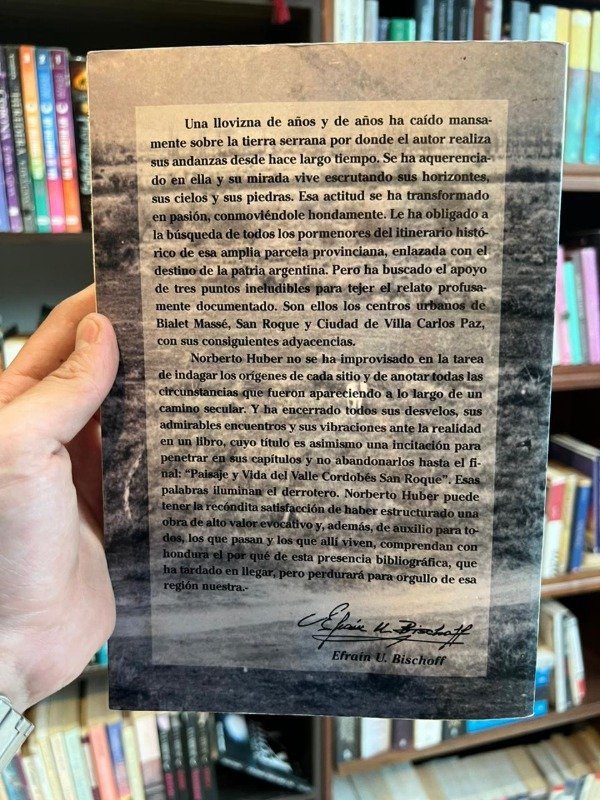 Una llovizna de años y de años ha caído mansa-
mente sobre la tierra serrana por donde el autor realiza
sus andanzas desde hace largo tiempo. Se ha aquerencia-
do en ella y su mirada vive escrutando sus horizontes,
sus cielos y sus piedras. Esa actitud se ha transformado
en pasión, conmoviéndole hondamente. Le ha obligado a
la búsqueda de todos los pormenores del itinerario histó-
rico de esa amplia parcela provinciana, enlazada con el
destino de la patria argentina. Pero ha buscado el apoyo
de tres puntos ineludibles para tejer el relato profusa-
mente documentado. Son ellos los centros urbanos de
Bialet Massé, San Roque y Ciudad de Villa Carlos Paz,
con sus consiguientes adyacencias.
Norberto Huber no se ha improvisado en la tarea
de indagar los orígenes de cada sitio y de anotar todas las
circunstancias que fueron apareciendo a lo largo de un
camino secular. Y ha encerrado todos sus desvelos, sus
admirables encuentros y sus vibraciones ante la realidad
en un libro, cuyo título es asimismo una incitación para
penetrar en sus capítulos y no abandonarlos hasta el fi-
nal: “Paisaje y Vida del Valle Cordobés San Roque”. Esas
palabras iluminan el derrotero. Norberto Huber puede
tener la recóndita satisfacción de haber estructurado una
obra de alto valor evocativo y, además, de auxilio para to-
dos, los que pasan y los que allí viven, comprendan con
hondura el por qué de esta presencia bibliográfica, que
ha tardado en llegar, pero perdurará para orgullo de esa
región nuestra.-
Efraín U. Bischoff
Efraín U. Bischoff